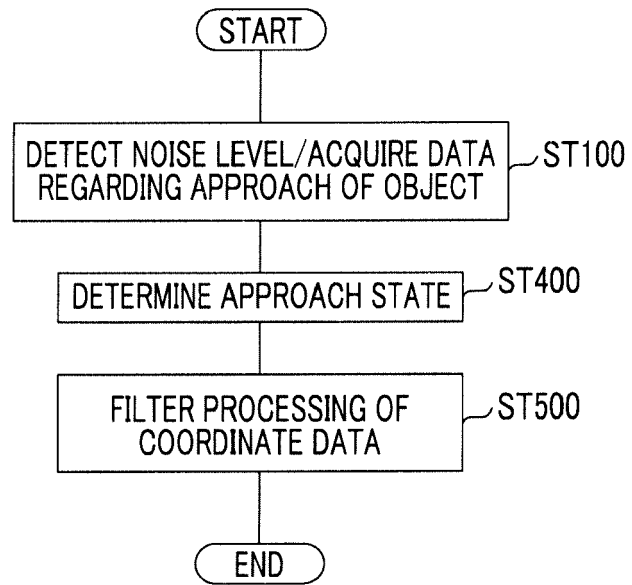 START
DETECT NOISE LEVEL/ACQUIRE DATA
REGARDING APPROACH OF OBJECT
ST100
DETERMINE APPROACH STATE
ST400
FILTER PROCESSING OF
COORDINATE DATA
ST500
END